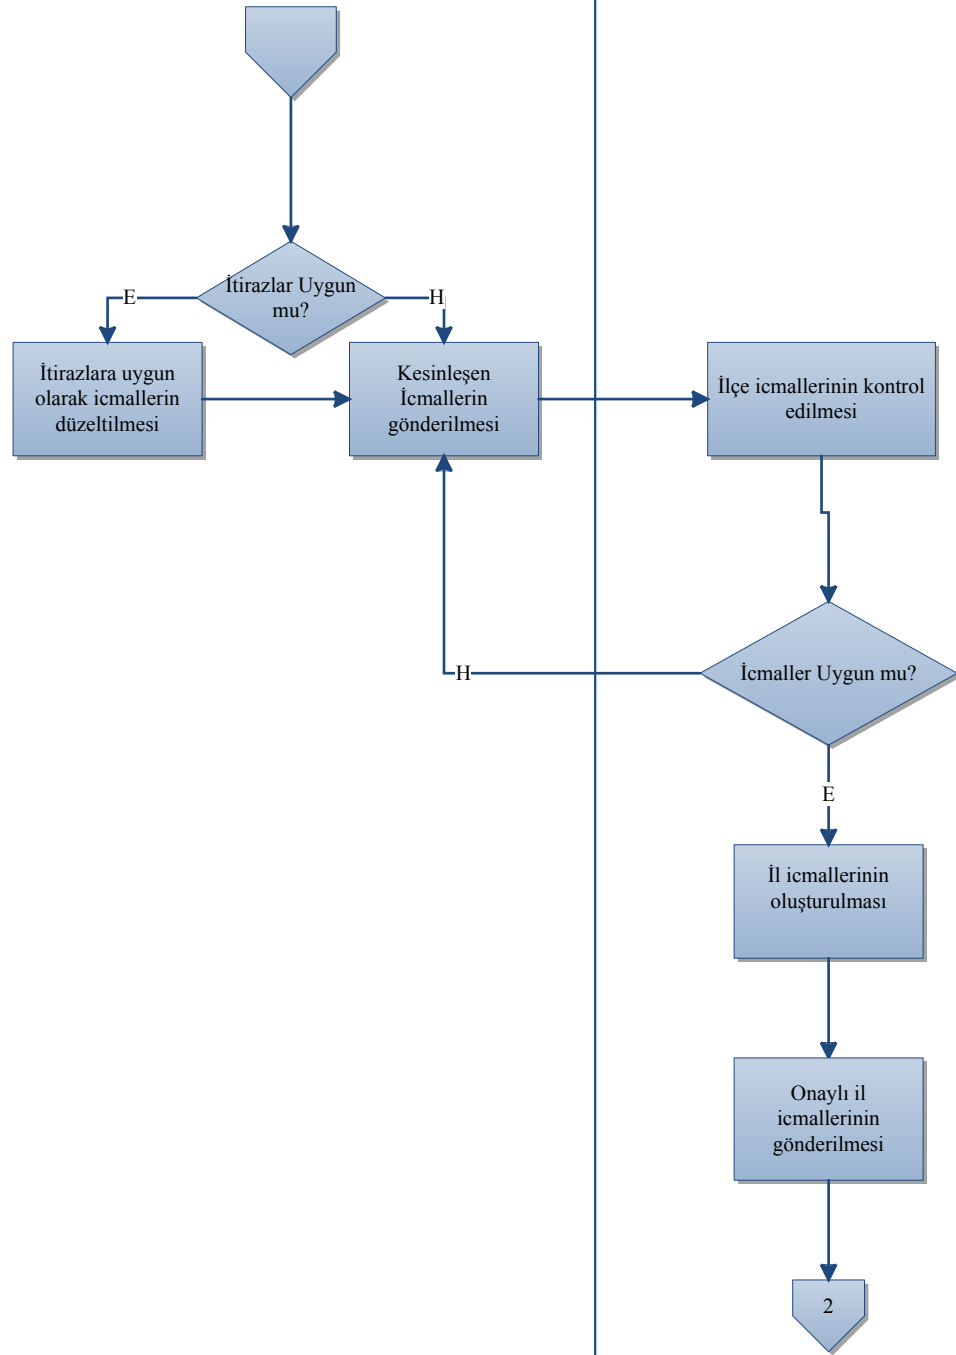 İtirazlar Uygun
mu?
E
H
İtirazlara uygun
olarak icmallerin
düzeltilmesi
Kesinleşen
İcmallerin
gönderilmesi
İlçe icmallerinin kontrol
edilmesi
İcmaller Uygun mu?
H
E
İl icmallerinin
oluşturulması
Onaylı il
icmallerinin
gönderilmesi
2